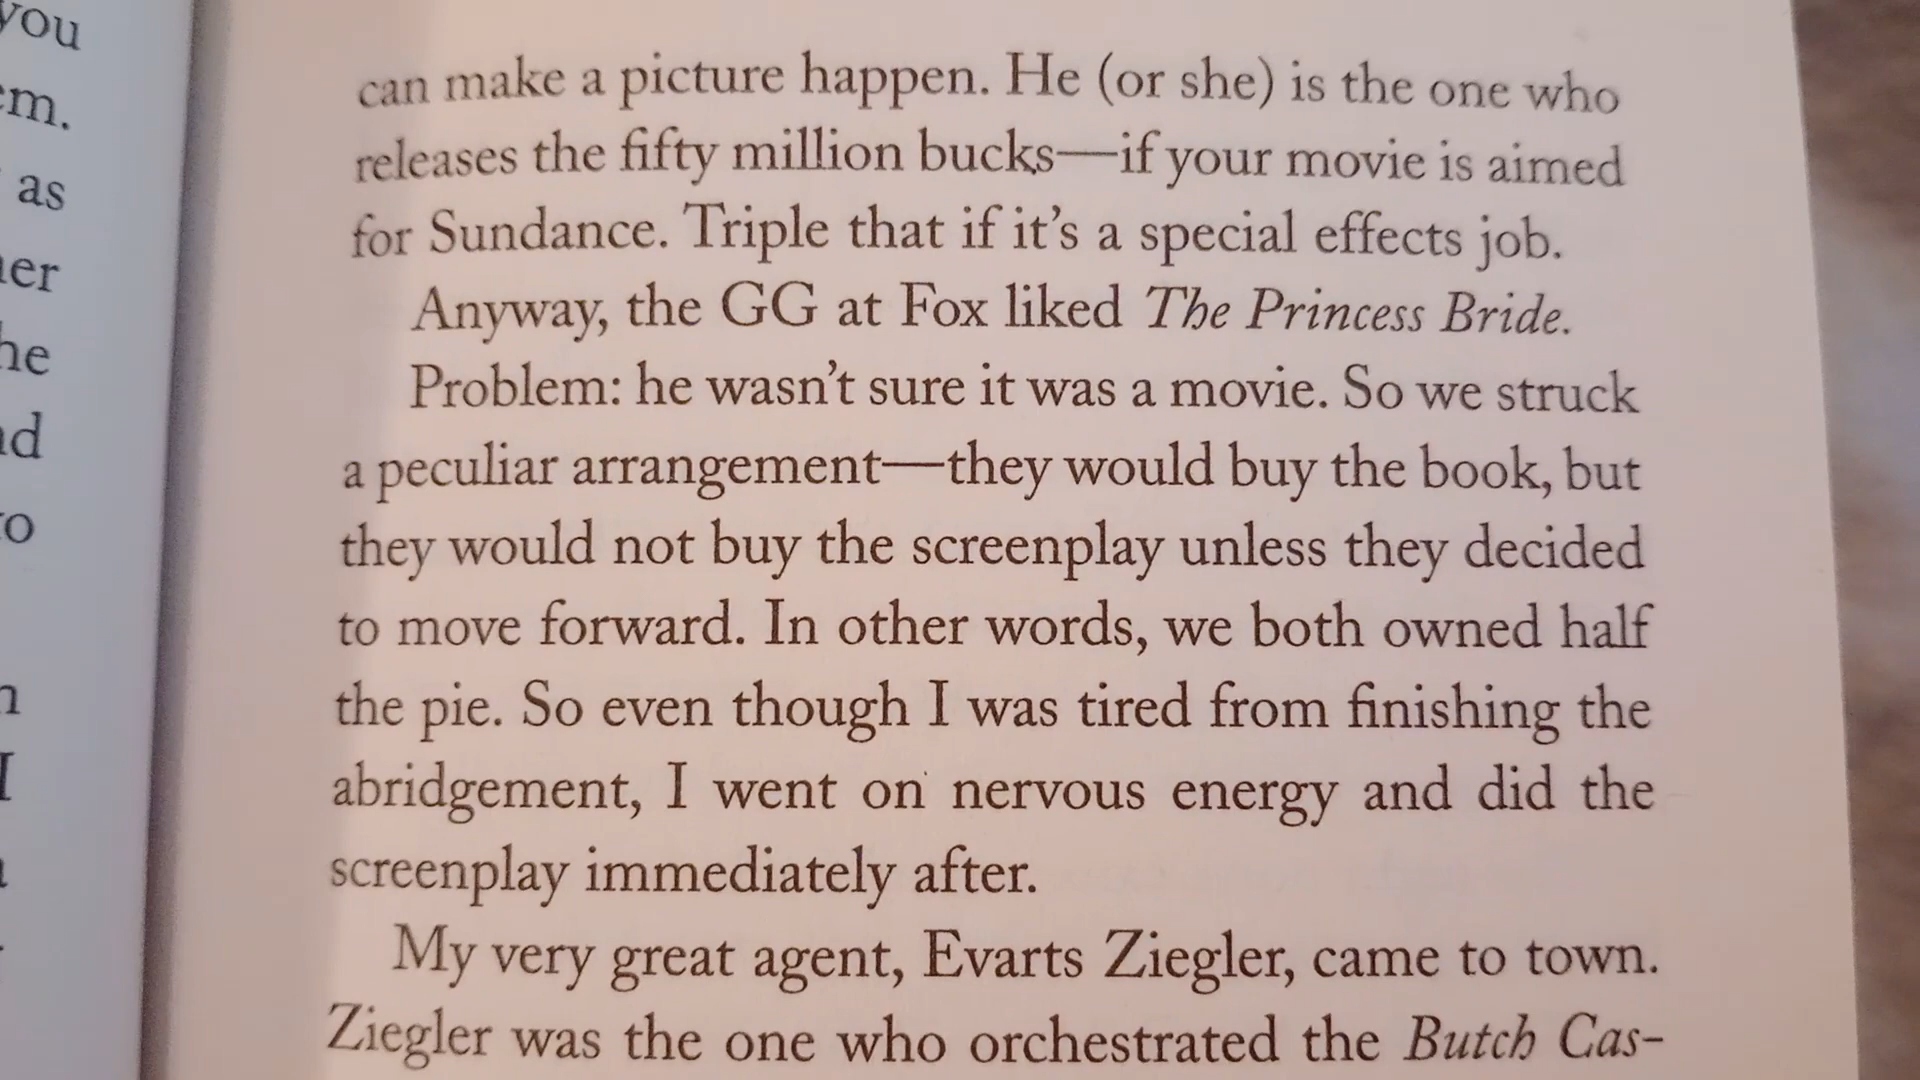 you
em.
as
he
can make a picture happen. He (or she) is the one who
releases the fifty million bucks—if your movie is aimed
for Sundance. Triple that if it's a special effects job.
Anyway, the GG at Fox liked The Princess Bride.
Problem: he wasn't sure it was a movie. So we struck
a peculiar arrangement—they would buy the book, but
they would not buy the screenplay unless they decided
to move forward. In other words, we both owned half
the pie. So even though I was tired from finishing the
abridgement, I went on nervous energy and did the
screenplay immediately after.
My very great agent, Evarts Ziegler, came to town.
Ziegler was the one who orchestrated the Butch Cas-